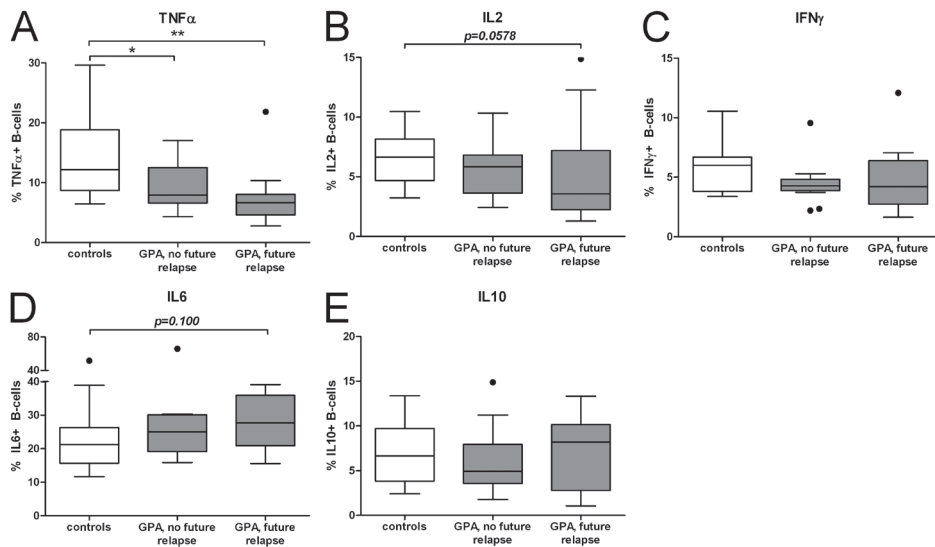 A
TNFα
**
*
% TNFα+ B-cells
30
20
10
0
controls
GPA, no future
relapse
GPA, future
relapse
B
IL2
p=0.0578
% IL2+ B-cells
15
10
5
0
controls
GPA, no future
relapse
GPA, future
relapse
C
IFNγ
% IFNγ+ B-cells
15
10
5
0
controls
GPA, no future
relapse
GPA, future
relapse
D
IL6
p=0.100
% IL6+ B-cells
80
40
40
30
20
10
0
controls
GPA, no future
relapse
GPA, future
relapse
E
IL10
% IL10+ B-cells
20
15
10
5
0
controls
GPA, no future
relapse
GPA, future
relapse